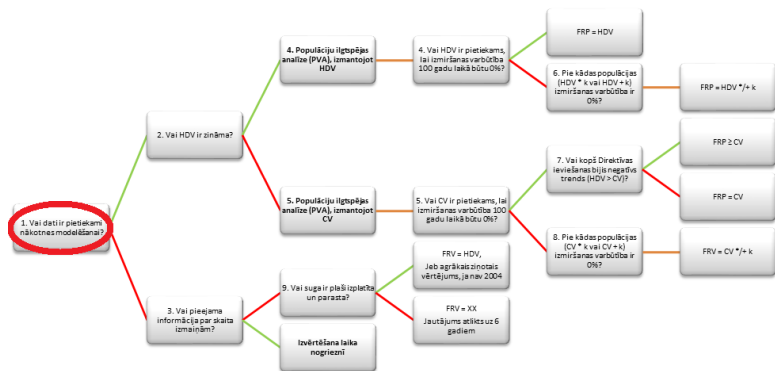 1. Vai dati ir pietiekami
nākotnes modelēšanai?
2. Vai HDV ir zināma?
3. Vai pieejama
informācija par skaita
izmaiņām?
4. Populāciju ilgtspējas
analīze (PVA), izmantojot
HDV
5. Populāciju ilgtspējas
analīze (PVA), izmantojot
CV
9. Vai suga ir plaši izplatīta
un parasta?
Izvērtēšana laika
nogrieznī
4. Vai HDV ir pietiekams,
lai izmiršanas varbūtība
100 gadu laikā būtu 0%?
5. Vai CV ir pietiekams, lai
izmiršanas varbūtība 100
gadu laikā būtu 0%?
FRV = HDV,
Jeb agrākais ziņotais
vērtējums, ja nav 2004
FRV = XX
Jautājums atlikts uz 6
gadiem
FRP = HDV
6. Pie kādas populācijas
(HDV * k vai HDV + k)
izmiršanas varbūtība ir
0%?
7. Vai kopš Direktīvas
ieviešanas bijis negatīvs
trends (HDV > CV)?
8. Pie kādas populācijas
(CV * k vai CV + k)
izmiršanas varbūtība ir
0%?
FRP = HDV */+ k
FRP ≥ CV
FRP = CV
FRV = CV */+ k